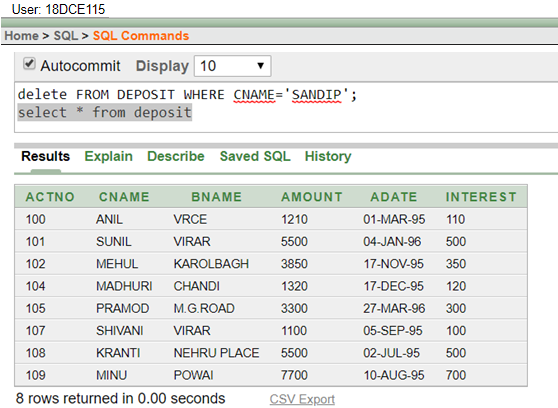 User: 18DCE115
Home > SQL > SQL Commands
Autocommit Display 10
delete FROM DEPOSIT WHERE CNAME='SANDIP';
select * from deposit
Results Explain Describe Saved SQL History
ACTNO CNAME BNAME AMOUNT ADATE INTEREST
100 ANIL VRCE 1210 01-MAR-95 110
101 SUNIL VIRAR 5500 04-JAN-96 500
102 MEHUL KAROLBAGH 3850 17-NOV-95 350
104 MADHURI CHANDI 1320 17-DEC-95 120
105 PRAMOD M.G.ROAD 3300 27-MAR-96 300
107 SHIVANI VIRAR 1100 05-SEP-95 100
108 KRANTI NEHRU PLACE 5500 02-JUL-95 500
109 MINU POWAI 7700 10-AUG-95 700
8 rows returned in 0.00 seconds CSV Export